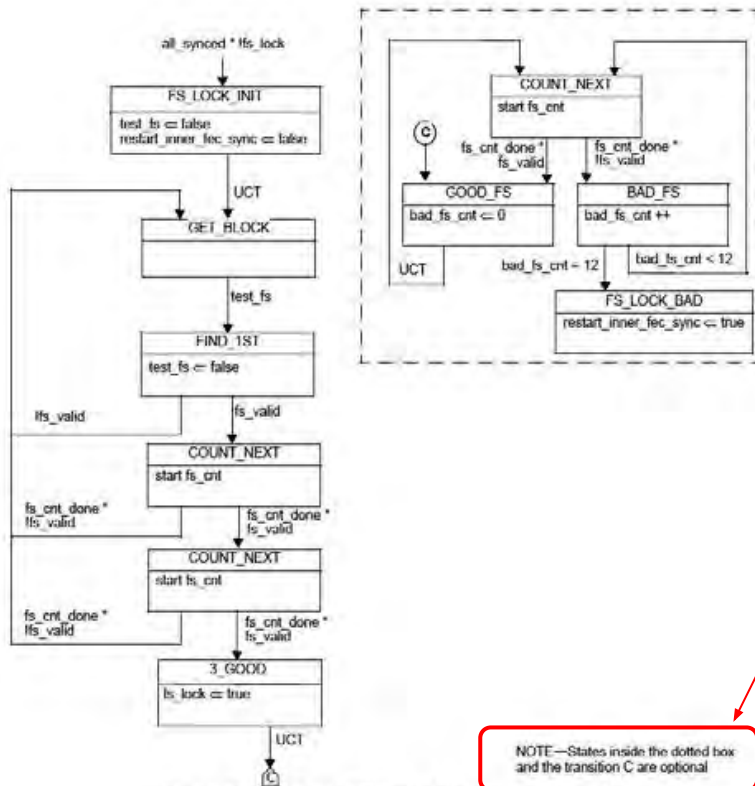 all_synced * !fs_lock
FS_LOCK_INIT
test_fs ⇐ false
restart_inner_fec_sync ⇐ false
UCT
GET_BLOCK
test_fs
FIND_1ST
test_fs ⇐ false
!fs_valid
fs_valid
COUNT_NEXT
start fs_cnt
fs_cnt_done *
!fs_valid
fs_cnt_done *
fs_valid
COUNT_NEXT
start fs_cnt
fs_cnt_done *
!fs_valid
fs_cnt_done *
fs_valid
3_GOOD
fs_lock ⇐ true
UCT
C
COUNT_NEXT
start fs_cnt
C
fs_cnt_done *
fs_valid
fs_cnt_done *
!fs_valid
GOOD_FS
bad_fs_cnt ⇐ 0
BAD_FS
bad_fs_cnt ++
UCT
bad_fs_cnt = 12
bad_fs_cnt < 12
FS_LOCK_BAD
restart_inner_fec_sync ⇐ true
NOTE—States inside the dotted box
and the transition C are optional